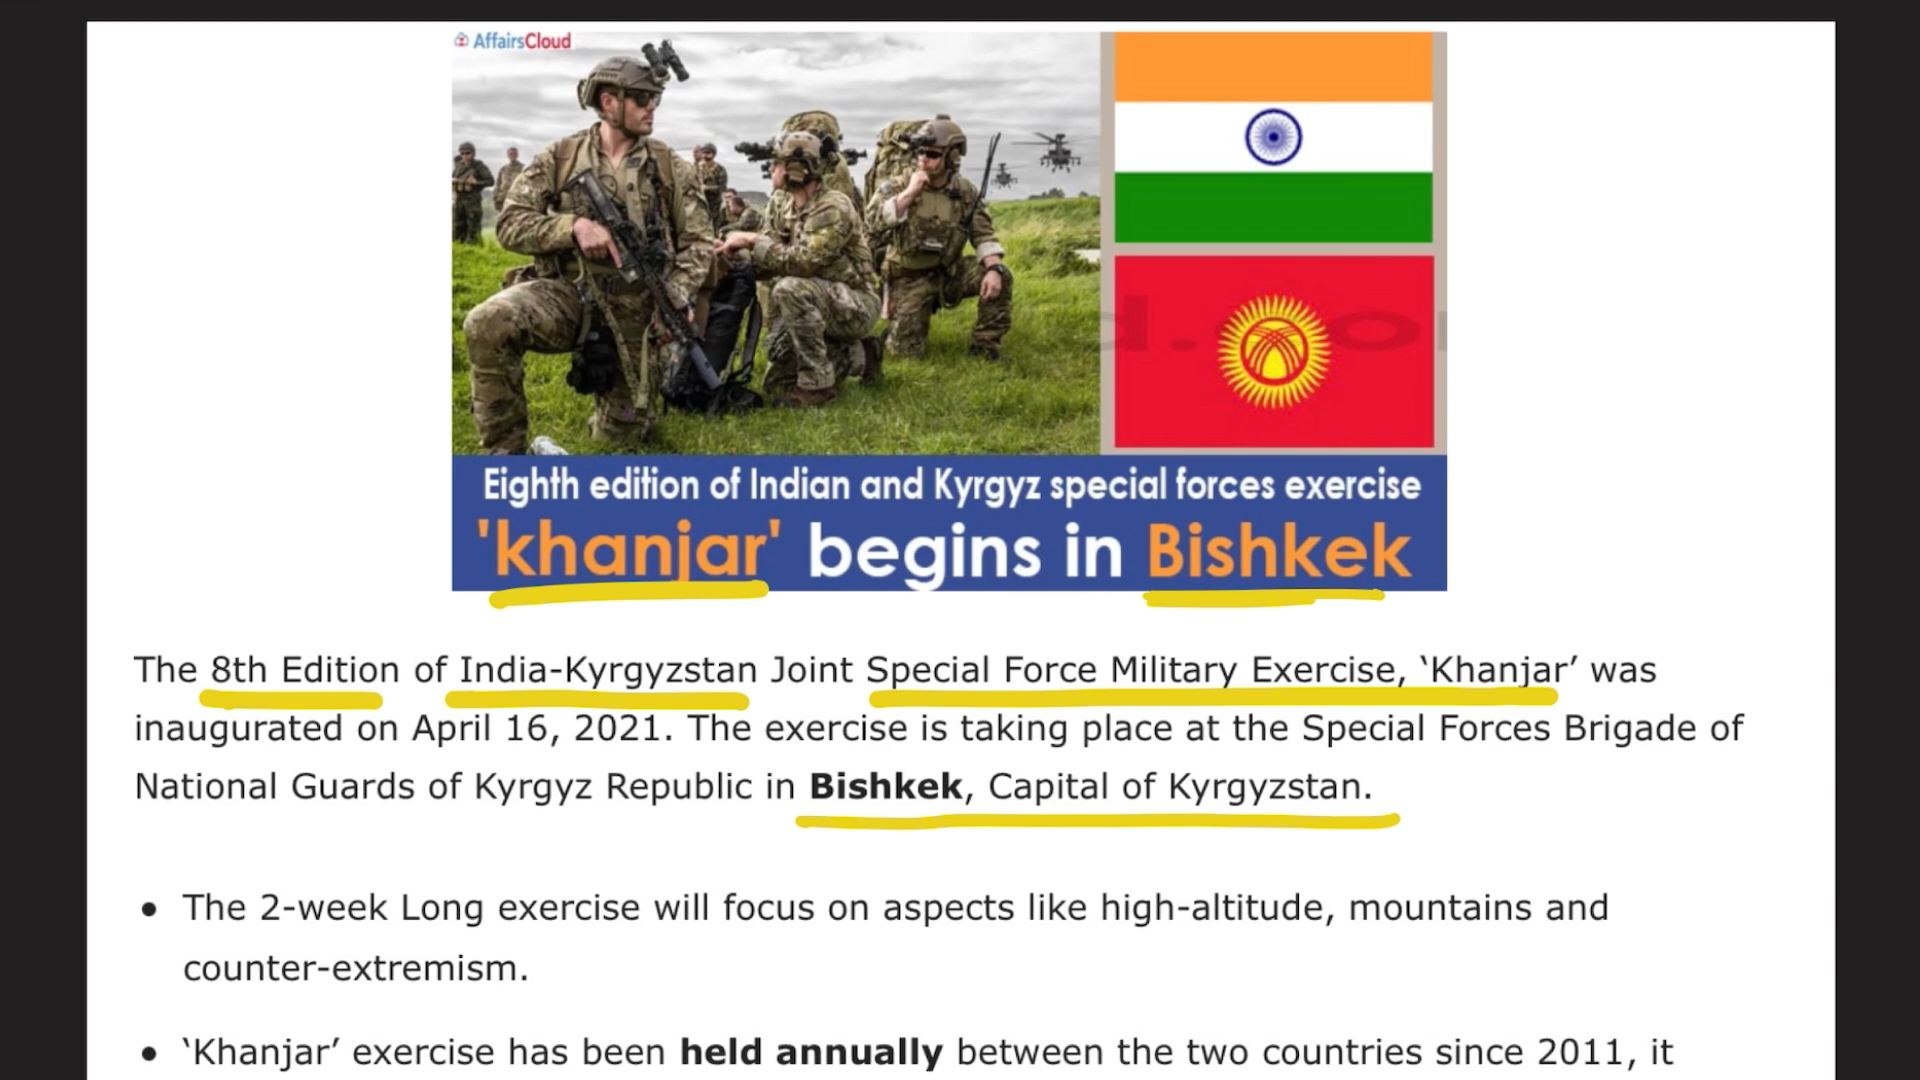 AffairsCloud
Eighth edition of Indian and Kyrgyz special forces exercise
'khanjar' begins in Bishkek
The 8th Edition of India-Kyrgyzstan Joint Special Force Military Exercise, ‘Khanjar’ was
inaugurated on April 16, 2021. The exercise is taking place at the Special Forces Brigade of
National Guards of Kyrgyz Republic in Bishkek, Capital of Kyrgyzstan.
● The 2-week Long exercise will focus on aspects like high-altitude, mountains and
counter-extremism.
● ‘Khanjar’ exercise has been held annually between the two countries since 2011, it